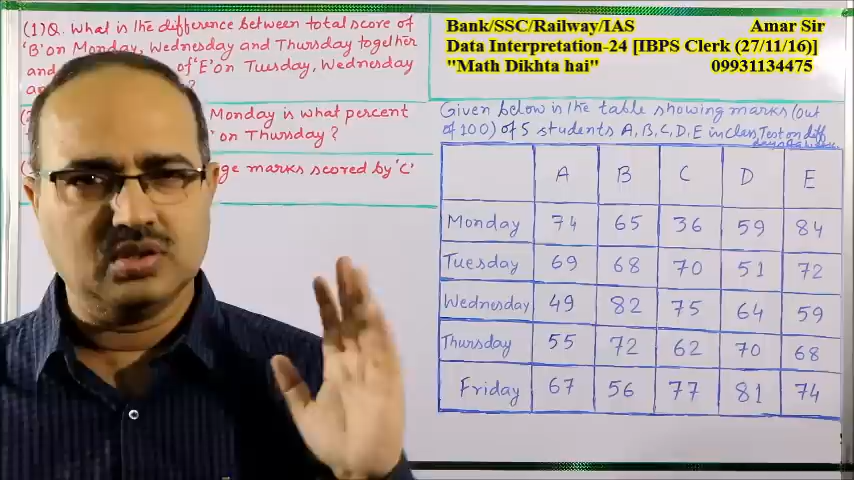 Bank/SSC/Railway/IAS Amar Sir
Data Interpretation-24 [IBPS Clerk (27/11/16)]
"Math Dikhta hai" 09931134475
(1)Q. What is the difference between total score of
'B' on Monday, Wednesday and Thursday together
and of 'E' on Tuesday, Wednesday
?
Monday is what percent
' on Thursday ?
marks scored by 'C'
Given below is the table showing marks (out
of 100) of 5 students A, B, C, D, E in class Test on diff
days of a week.
A B C D E
Monday 74 65 36 59 84
Tuesday 69 68 70 51 72
Wednesday 49 82 75 64 59
Thursday 55 72 62 70 68
Friday 67 56 77 81 74